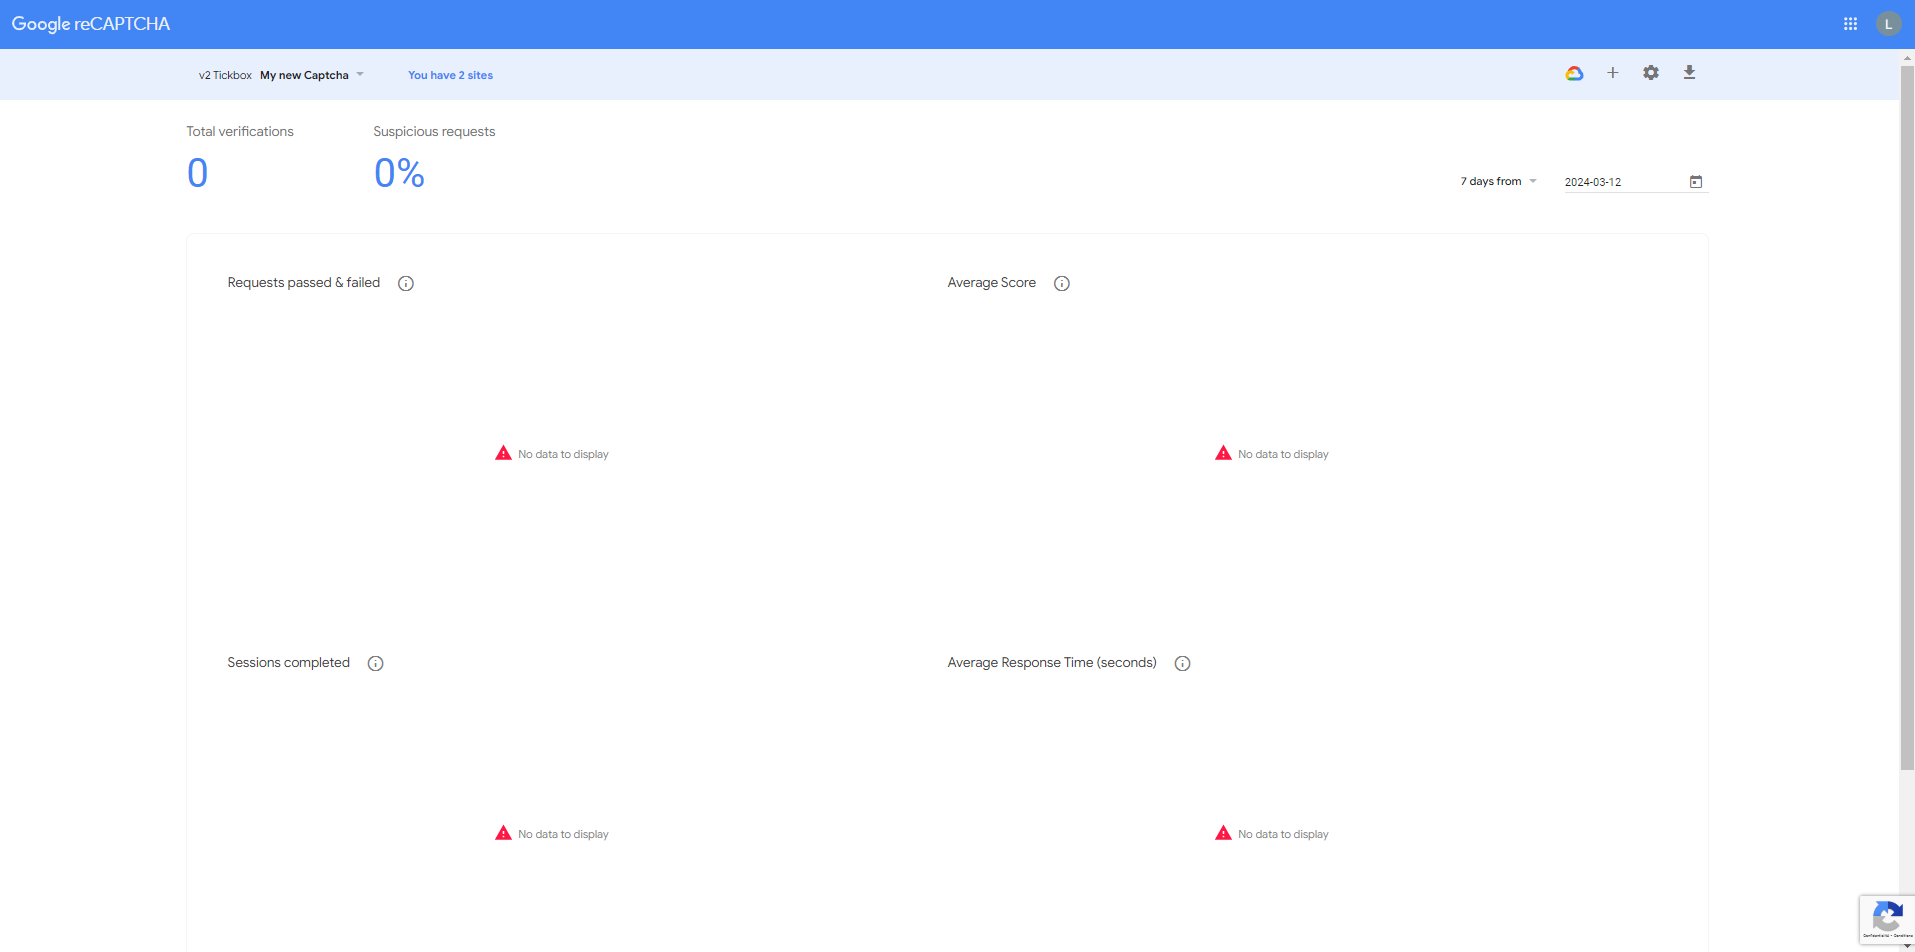 Google reCAPTCHA
L
v2 Tickbox My new Captcha You have 2 sites
Total verifications
Suspicious requests
0
0%
7 days from
2024-03-12
Requests passed & failed
Average Score
No data to display
No data to display
Sessions completed
Average Response Time (seconds)
No data to display
No data to display